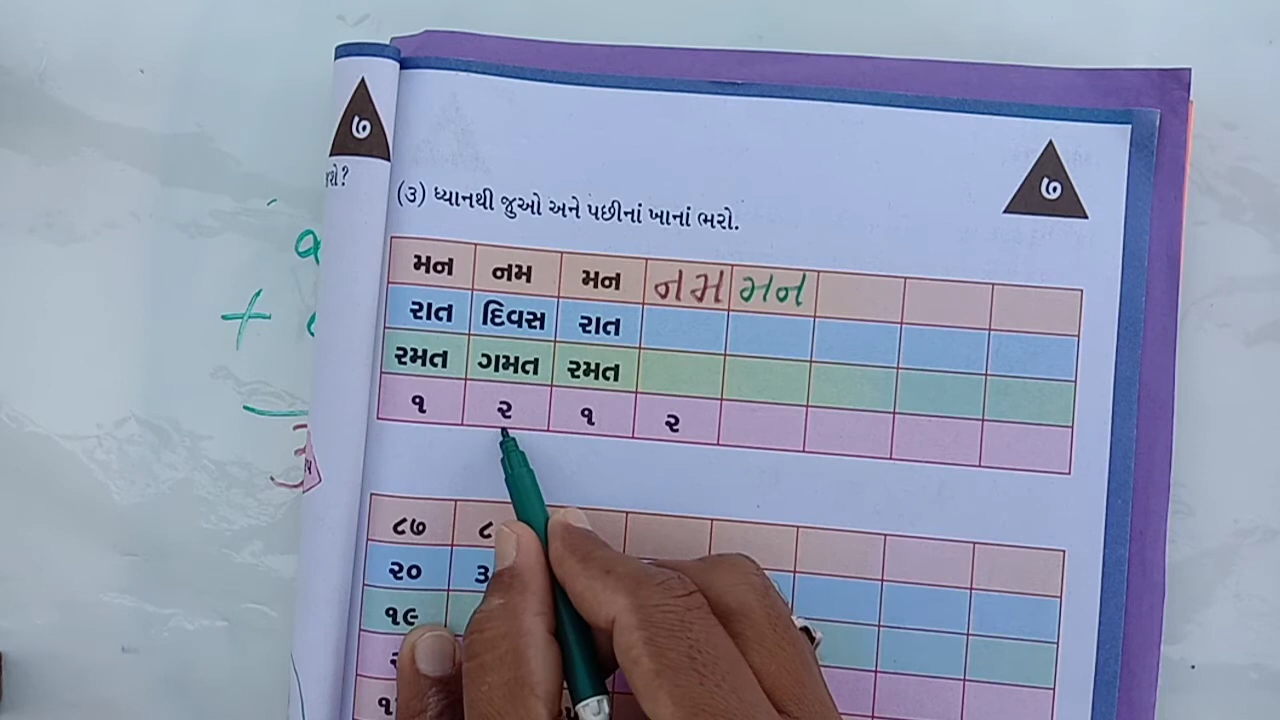 ૭
૭
(૩) ધ્યાનથી જુઓ અને પછીનાં ખાનાં ભરો.
મન નમ મન નમ મન
રાત દિવસ રાત
રમત ગમત રમત
૧ ૨ ૧ ૨
+
૮૭
૨૦
૧૯